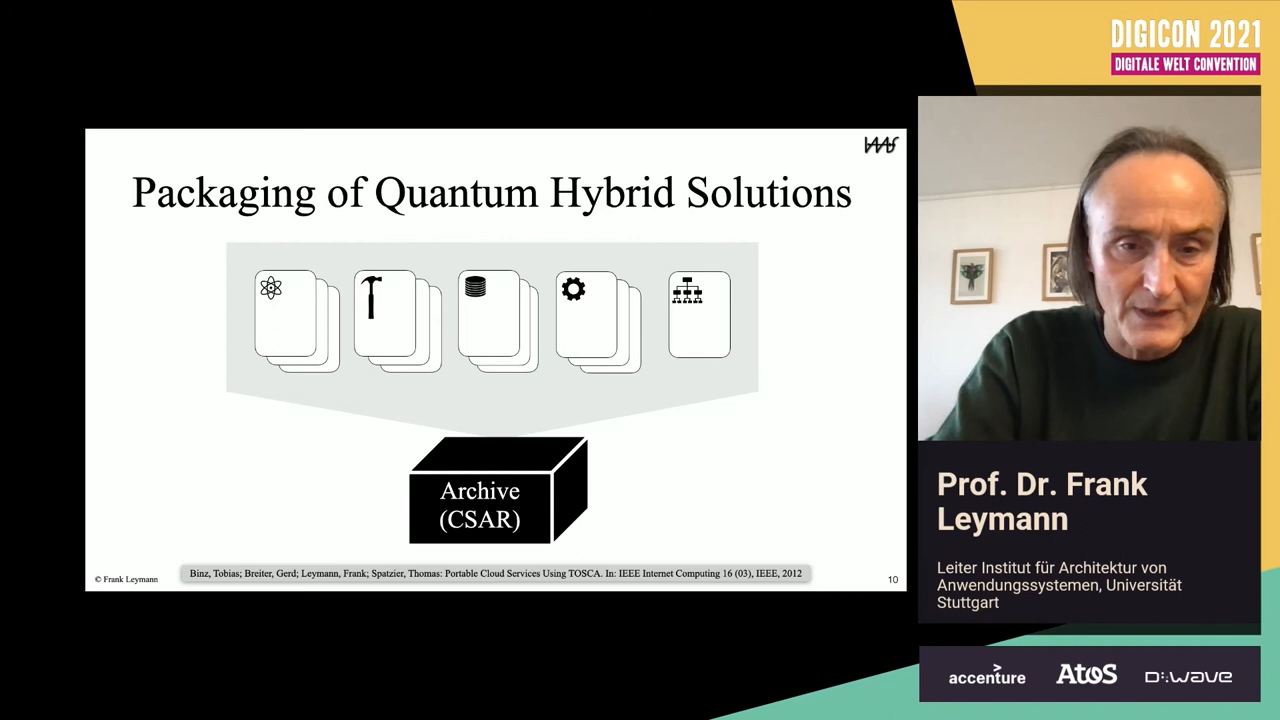 DIGICON 2021
DIGITALE WELT CONVENTION
IAAS
Packaging of Quantum Hybrid Solutions
Archive
(CSAR)
© Frank Leymann
Binz, Tobias; Breiter, Gerd; Leymann, Frank; Spatzier, Thomas: Portable Cloud Services Using TOSCA. In: IEEE Internet Computing 16 (03), IEEE, 2012
10
Prof. Dr. Frank
Leymann
Leiter Institut für Architektur von
Anwendungssystemen, Universität
Stuttgart
accenture AtoS D:wave